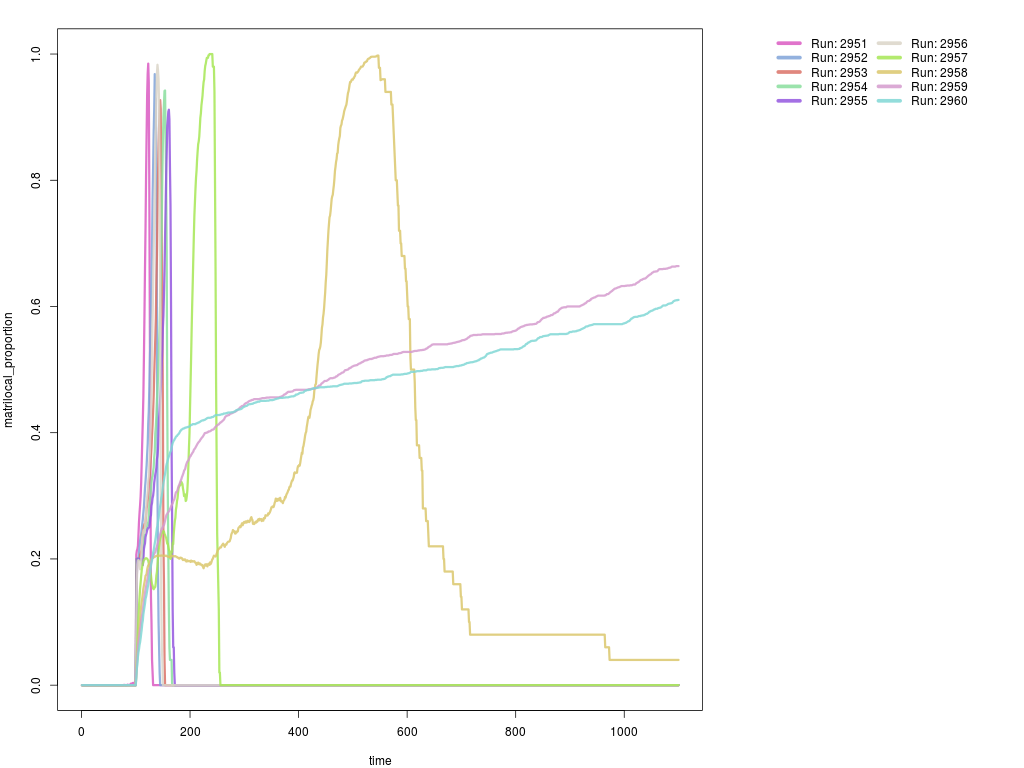 Run: 2951 Run: 2956
Run: 2952 Run: 2957
Run: 2953 Run: 2958
Run: 2954 Run: 2959
Run: 2955 Run: 2960
matrilocal_proportion
1.0
0.8
0.6
0.4
0.2
0.0
0 200 400 600 800 1000
time